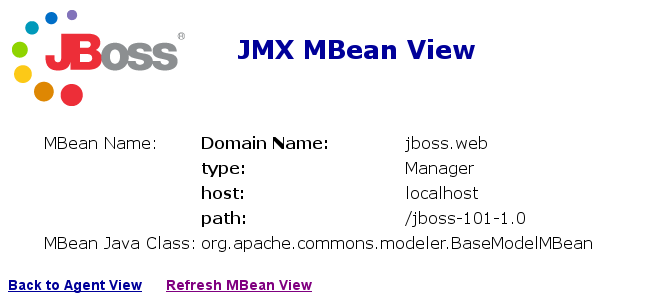 JBoss®
JMX MBean View
MBean Name: Domain Name: jboss.web
type: Manager
host: localhost
path: /jboss-101-1.0
MBean Java Class: org.apache.commons.modeler.BaseModelMBean
Back to Agent View Refresh MBean View